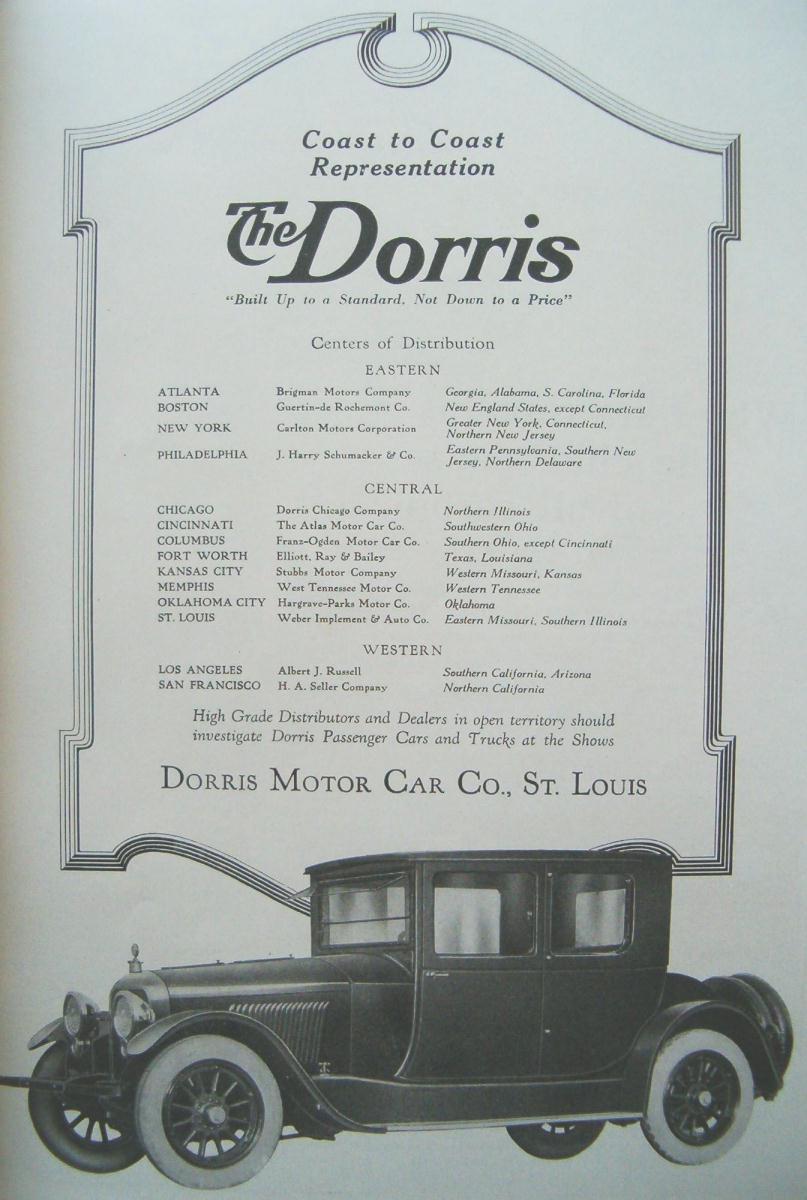 Coast to Coast
Representation
The Dorris
"Built Up to a Standard, Not Down to a Price"
Centers of Distribution
EASTERN
ATLANTA Brigman Motors Company Georgia, Alabama, S. Carolina, Florida
BOSTON Guertin-de Rochemont Co. New England States, except Connecticut
NEW YORK Carlton Motors Corporation Greater New York, Connecticut,
Northern New Jersey
PHILADELPHIA J. Harry Schumacker & Co. Eastern Pennsylvania, Southern New
Jersey, Northern Delaware
CENTRAL
CHICAGO Dorris Chicago Company Northern Illinois
CINCINNATI The Atlas Motor Car Co. Southwestern Ohio
COLUMBUS Franz-Ogden Motor Car Co. Southern Ohio, except Cincinnati
FORT WORTH Elliott, Ray & Bailey Texas, Louisiana
KANSAS CITY Stubbs Motor Company Western Missouri, Kansas
MEMPHIS West Tennessee Motor Co. Western Tennessee
OKLAHOMA CITY Hargrave-Parks Motor Co. Oklahoma
ST. LOUIS Weber Implement & Auto Co. Eastern Missouri, Southern Illinois
WESTERN
LOS ANGELES Albert J. Russell Southern California, Arizona
SAN FRANCISCO H. A. Seller Company Northern California
High Grade Distributors and Dealers in open territory should
investigate Dorris Passenger Cars and Trucks at the Shows
DORRIS MOTOR CAR CO., ST. LOUIS